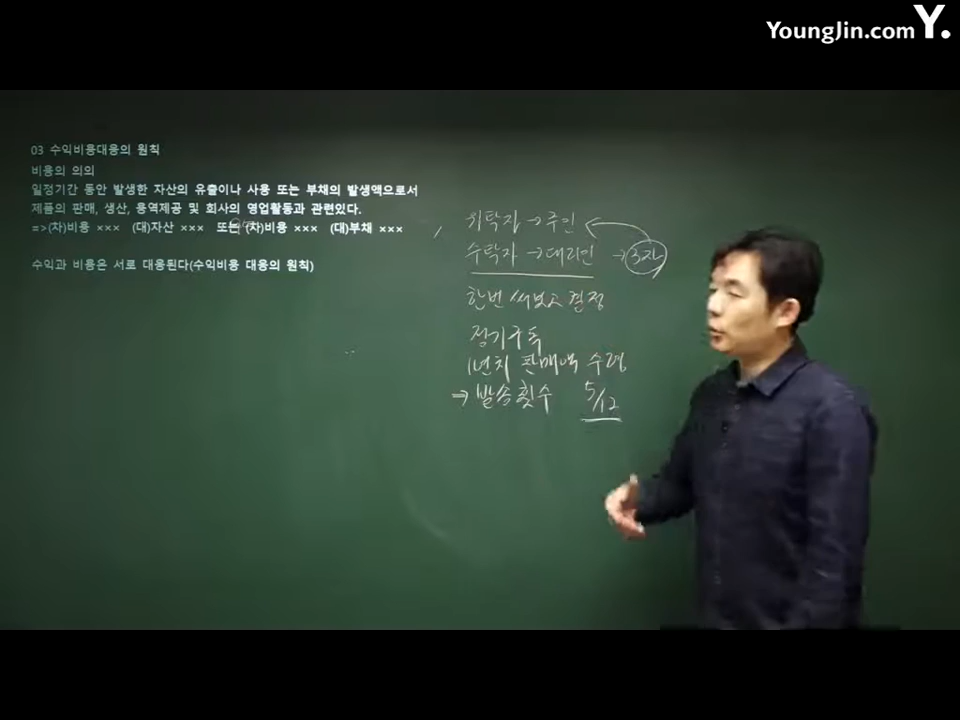 YoungJin.com Y.
03 수익비용대응의 원칙
비용의 의의
일정기간 동안 발생한 자산의 유출이나 사용 또는 부채의 발생액으로서
제품의 판매, 생산, 용역제공 및 회사의 영업활동과 관련있다.
=>(차)비용 ××× (대)자산 ××× 또는 (차)비용 ××× (대)부채 ×××
수익과 비용은 서로 대응된다(수익비용 대응의 원칙)
위탁자 → 주인
수탁자 → 대리인 → 3자
한번 써보고 결정
정기구독
1년치 판매액 수령
→ 발송횟수 5/12